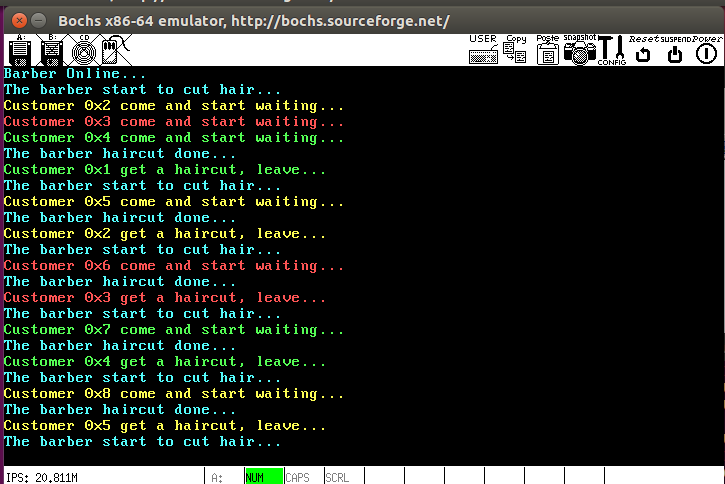 Bochs x86-64 emulator, http://bochs.sourceforge.net/
A: B: CD USER Copy Paste snapshot CONFIG Reset SUSPEND Power
Barber Online...
The barber start to cut hair...
Customer 0x2 come and start waiting...
Customer 0x3 come and start waiting...
Customer 0x4 come and start waiting...
The barber haircut done...
Customer 0x1 get a haircut, leave...
The barber start to cut hair...
Customer 0x5 come and start waiting...
The barber haircut done...
Customer 0x2 get a haircut, leave...
The barber start to cut hair...
Customer 0x6 come and start waiting...
The barber haircut done...
Customer 0x3 get a haircut, leave...
The barber start to cut hair...
Customer 0x7 come and start waiting...
The barber haircut done...
Customer 0x4 get a haircut, leave...
The barber start to cut hair...
Customer 0x8 come and start waiting...
The barber haircut done...
Customer 0x5 get a haircut, leave...
The barber start to cut hair...
IPS: 20.811M A: NUM CAPS SCRL